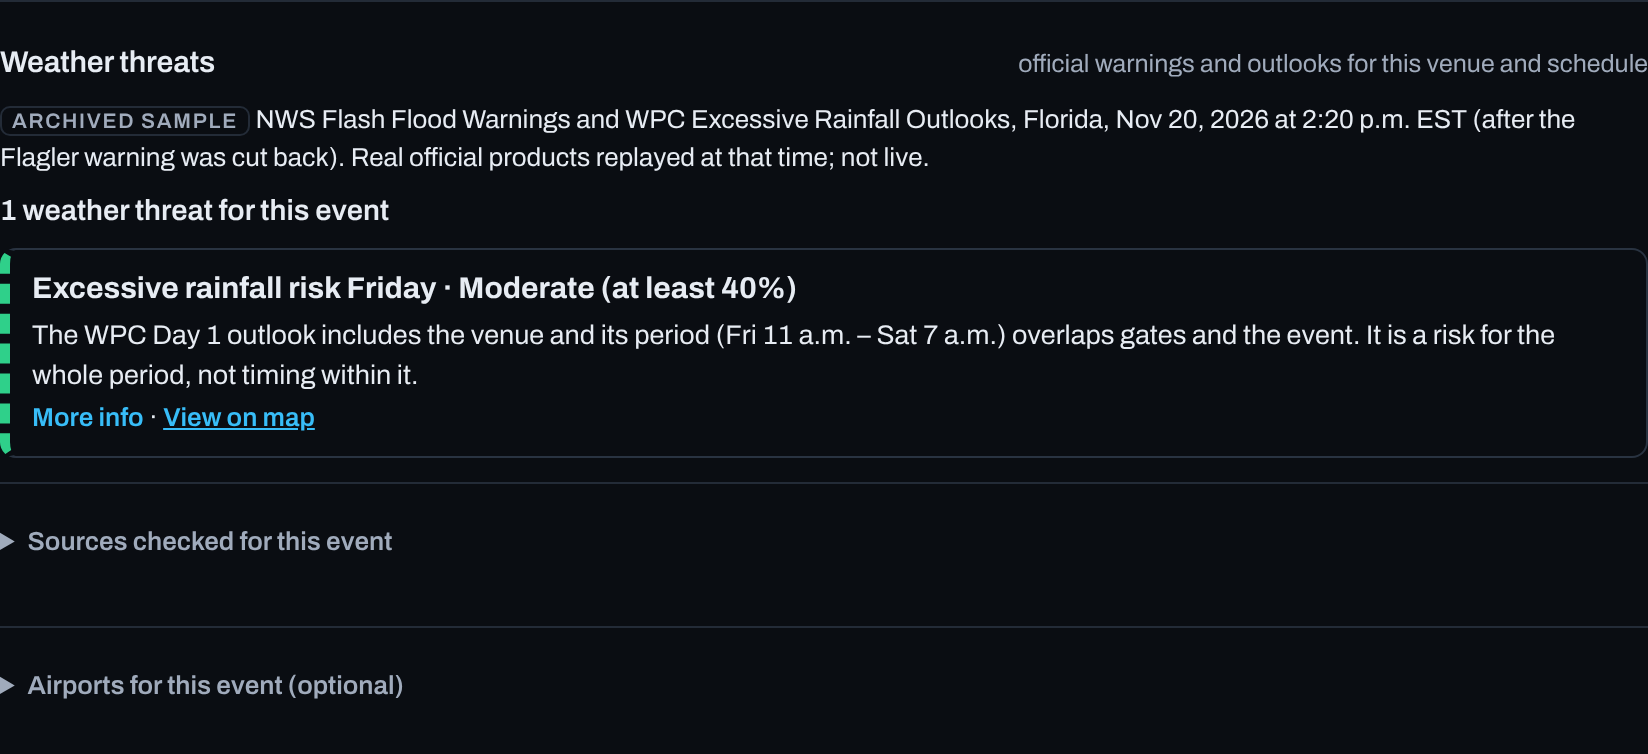 Weather threats
official warnings and outlooks for this venue and schedule
ARCHIVED SAMPLE NWS Flash Flood Warnings and WPC Excessive Rainfall Outlooks, Florida, Nov 20, 2026 at 2:20 p.m. EST (after the
Flagler warning was cut back). Real official products replayed at that time; not live.
1 weather threat for this event
Excessive rainfall risk Friday · Moderate (at least 40%)
The WPC Day 1 outlook includes the venue and its period (Fri 11 a.m. – Sat 7 a.m.) overlaps gates and the event. It is a risk for the
whole period, not timing within it.
More info · View on map
Sources checked for this event
Airports for this event (optional)